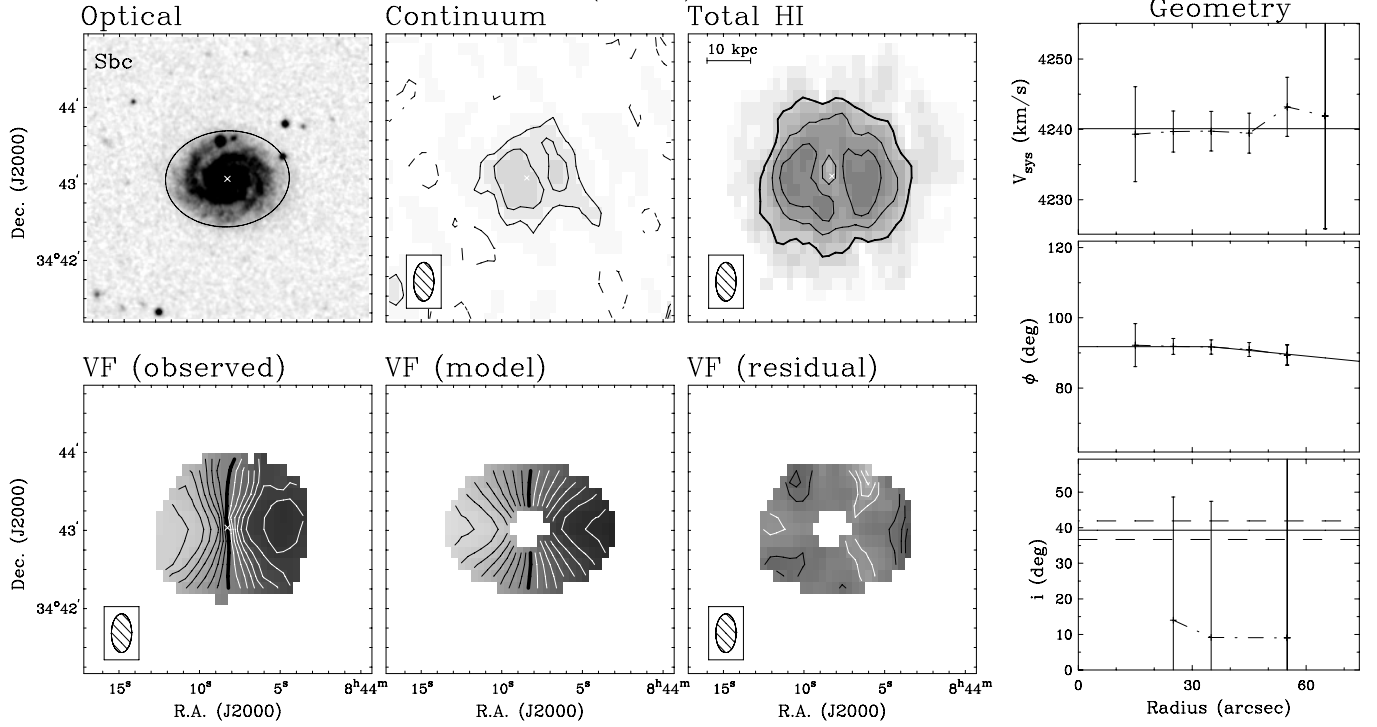 Optical
Continuum
Total HI
Geometry
Sbc
10 kpc
Dec. (J2000)
44'
43'
34°42'
V_sys (km/s)
4250
4240
4230
ϕ (deg)
120
100
80
VF (observed)
VF (model)
VF (residual)
Dec. (J2000)
44'
43'
34°42'
i (deg)
50
40
30
20
10
0
15ˢ 10ˢ 5ˢ 8ʰ44ᵐ
15ˢ 10ˢ 5ˢ 8ʰ44ᵐ
15ˢ 10ˢ 5ˢ 8ʰ44ᵐ
R.A. (J2000)
R.A. (J2000)
R.A. (J2000)
0 30 60
Radius (arcsec)